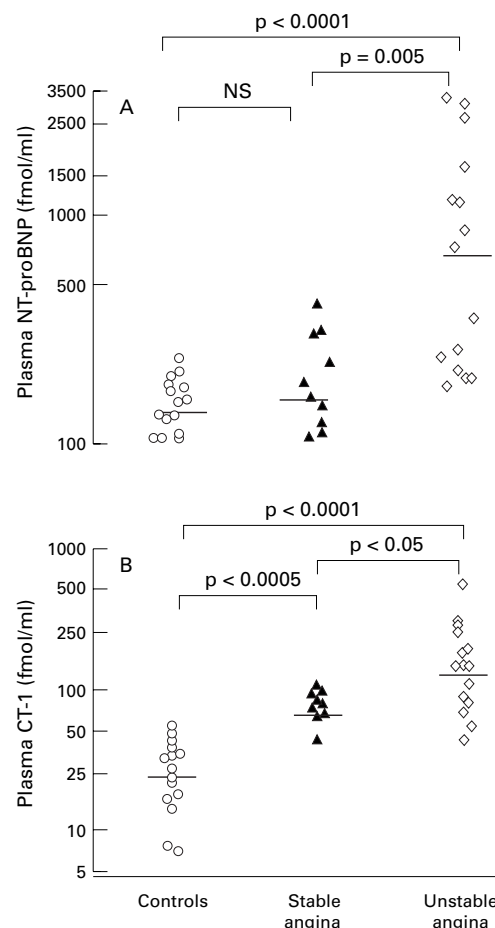 p < 0.0001
p = 0.005
NS
A
Plasma NT-proBNP (fmol/ml)
3500
2500
1500
1000
500
100
p < 0.0001
p < 0.05
p < 0.0005
B
Plasma CT-1 (fmol/ml)
1000
500
250
100
50
25
10
5
Controls
Stable
angina
Unstable
angina